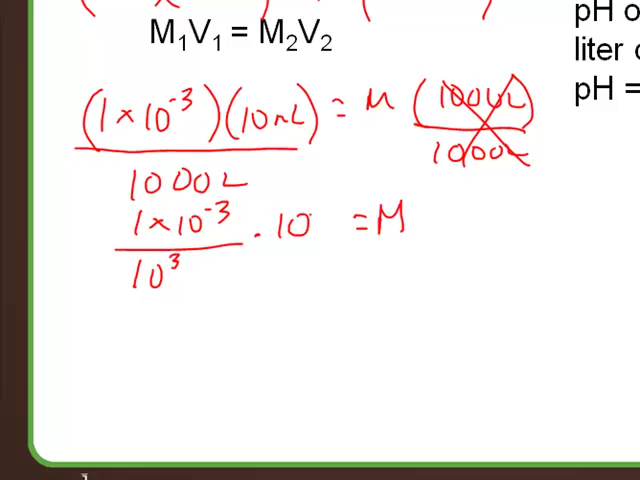 pH o
M₁V₁ = M₂V₂
liter o
pH =
(1 × 10⁻³)(10mL) = M (1000L)
1000L 1000L
1 × 10⁻³ · 10 = M
10³